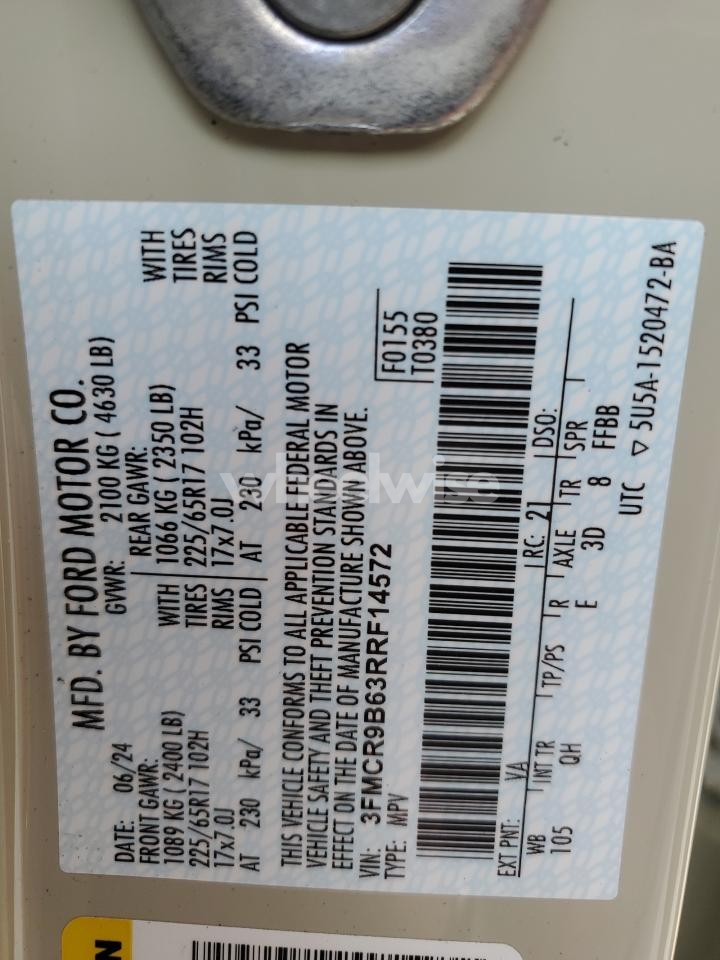 MFD. BY FORD MOTOR CO.
DATE: 06/24 GVWR: 2100 KG ( 4630 LB)
FRONT GAWR: REAR GAWR:
1089 KG ( 2400 LB) WITH 1066 KG ( 2350 LB) WITH
225/65R17 102H TIRES 225/65R17 102H TIRES
17x7.0J RIMS 17x7.0J RIMS
AT 230 kPa/ 33 PSI COLD AT 230 kPa/ 33 PSI COLD
THIS VEHICLE CONFORMS TO ALL APPLICABLE FEDERAL MOTOR
VEHICLE SAFETY AND THEFT PREVENTION STANDARDS IN
EFFECT ON THE DATE OF MANUFACTURE SHOWN ABOVE.
VIN: 3FMCR9B63RRF14572 F0155
TYPE: MPV T0380
EXT PNT: VA RC: 21 DSO:
WB INT TR TP/PS R AXLE TR SPR
105 QH E 3D 8 FFBB
UTC ▽ 5U5A-1520472-BA
wheelwise
N